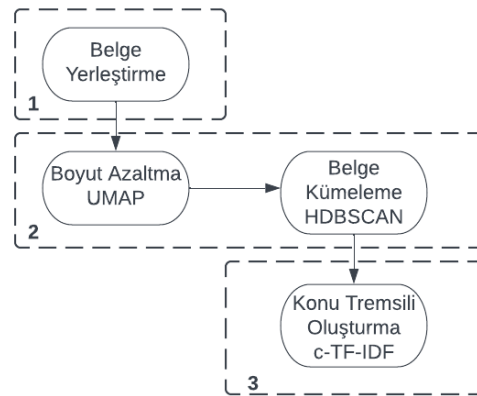 Belge
Yerleştirme
1
Boyut Azaltma
UMAP
Belge
Kümeleme
HDBSCAN
2
Konu Tremsili
Oluşturma
c-TF-IDF
3